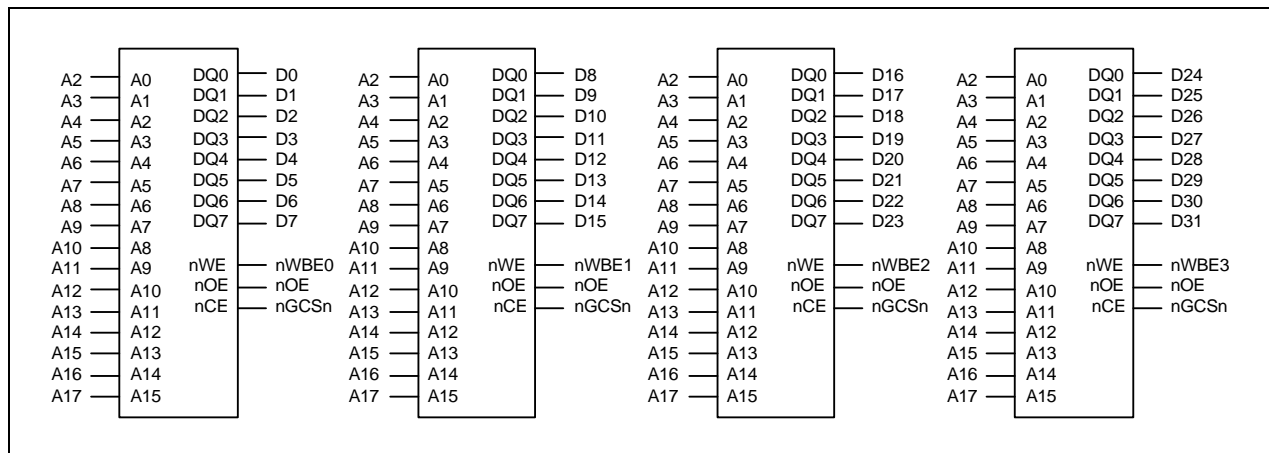 A2 A0 DQ0 D0 A2 A0 DQ0 D8 A2 A0 DQ0 D16 A2 A0 DQ0 D24
A3 A1 DQ1 D1 A3 A1 DQ1 D9 A3 A1 DQ1 D17 A3 A1 DQ1 D25
A4 A2 DQ2 D2 A4 A2 DQ2 D10 A4 A2 DQ2 D18 A4 A2 DQ2 D26
A5 A3 DQ3 D3 A5 A3 DQ3 D11 A5 A3 DQ3 D19 A5 A3 DQ3 D27
A6 A4 DQ4 D4 A6 A4 DQ4 D12 A6 A4 DQ4 D20 A6 A4 DQ4 D28
A7 A5 DQ5 D5 A7 A5 DQ5 D13 A7 A5 DQ5 D21 A7 A5 DQ5 D29
A8 A6 DQ6 D6 A8 A6 DQ6 D14 A8 A6 DQ6 D22 A8 A6 DQ6 D30
A9 A7 DQ7 D7 A9 A7 DQ7 D15 A9 A7 DQ7 D23 A9 A7 DQ7 D31
A10 A8 A10 A8 A10 A8 A10 A8
A11 A9 nWE nWBE0 A11 A9 nWE nWBE1 A11 A9 nWE nWBE2 A11 A9 nWE nWBE3
A12 A10 nOE nOE A12 A10 nOE nOE A12 A10 nOE nOE A12 A10 nOE nOE
A13 A11 nCE nGCSn A13 A11 nCE nGCSn A13 A11 nCE nGCSn A13 A11 nCE nGCSn
A14 A12 A14 A12 A14 A12 A14 A12
A15 A13 A15 A13 A15 A13 A15 A13
A16 A14 A16 A14 A16 A14 A16 A14
A17 A15 A17 A15 A17 A15 A17 A15